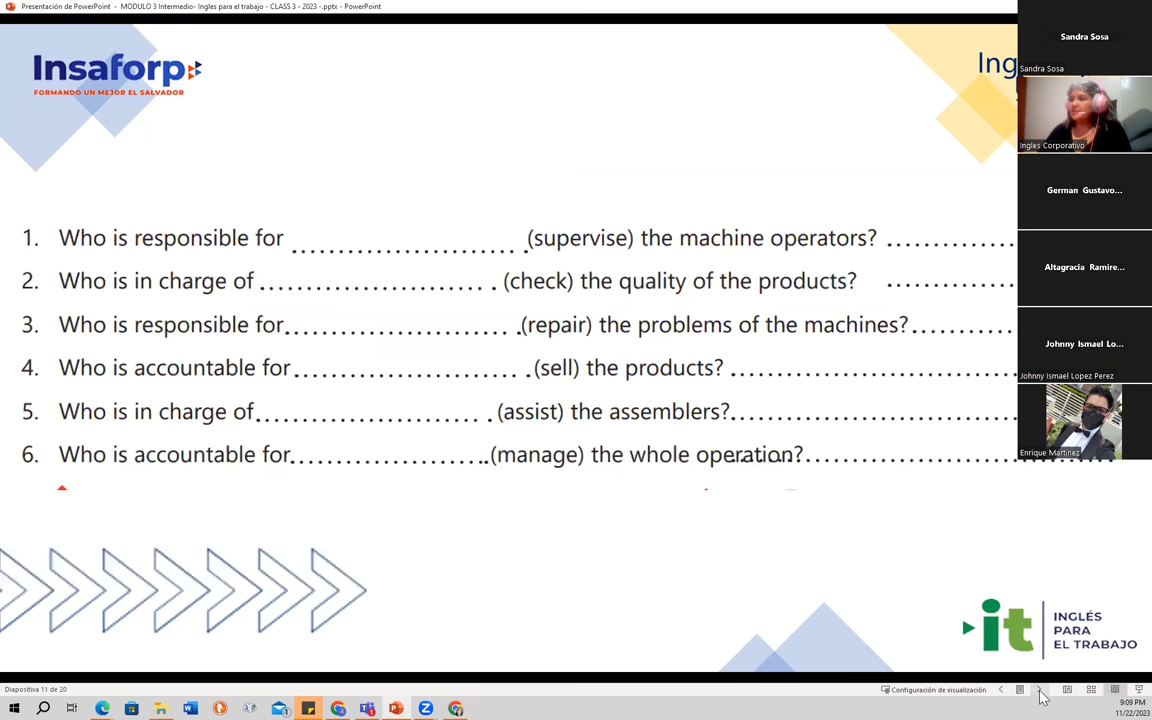 Presentación de PowerPoint - MODULO 3 Intermedio- Ingles para el trabajo - CLASS 3 - 2023 -.pptx - PowerPoint
Insaforp
FORMANDO UN MEJOR EL SALVADOR
Ing
Sandra Sosa
Sandra Sosa
Ingles Corporativo
German Gustavo...
Altagracia Ramire...
Johnny Ismael Lo...
Johnny Ismael Lopez Perez
Enrique Martinez
1. Who is responsible for ........................ (supervise) the machine operators? ..............
2. Who is in charge of ........................ (check) the quality of the products? ..............
3. Who is responsible for........................ (repair) the problems of the machines?............
4. Who is accountable for........................ (sell) the products? ..............................
5. Who is in charge of........................ (assist) the assemblers?..............................
6. Who is accountable for.....................(manage) the whole operation?..............................
it
INGLÉS
PARA
EL TRABAJO
Diapositiva 11 de 20
Configuración de visualización
9:09 PM
11/22/2023